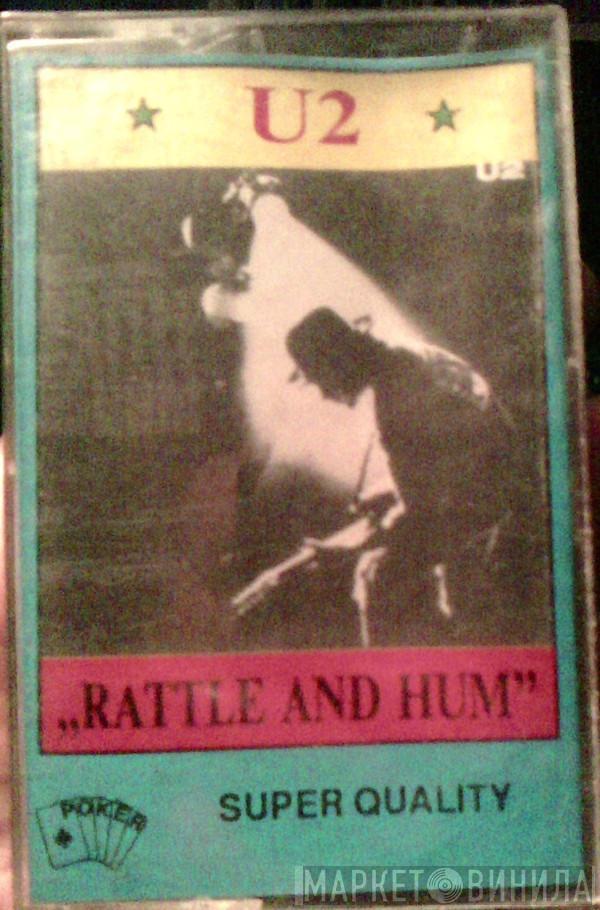 U2
U2
„RATTLE AND HUM”
POKER
SUPER QUALITY
МАРКЕТ ВИНИЛА